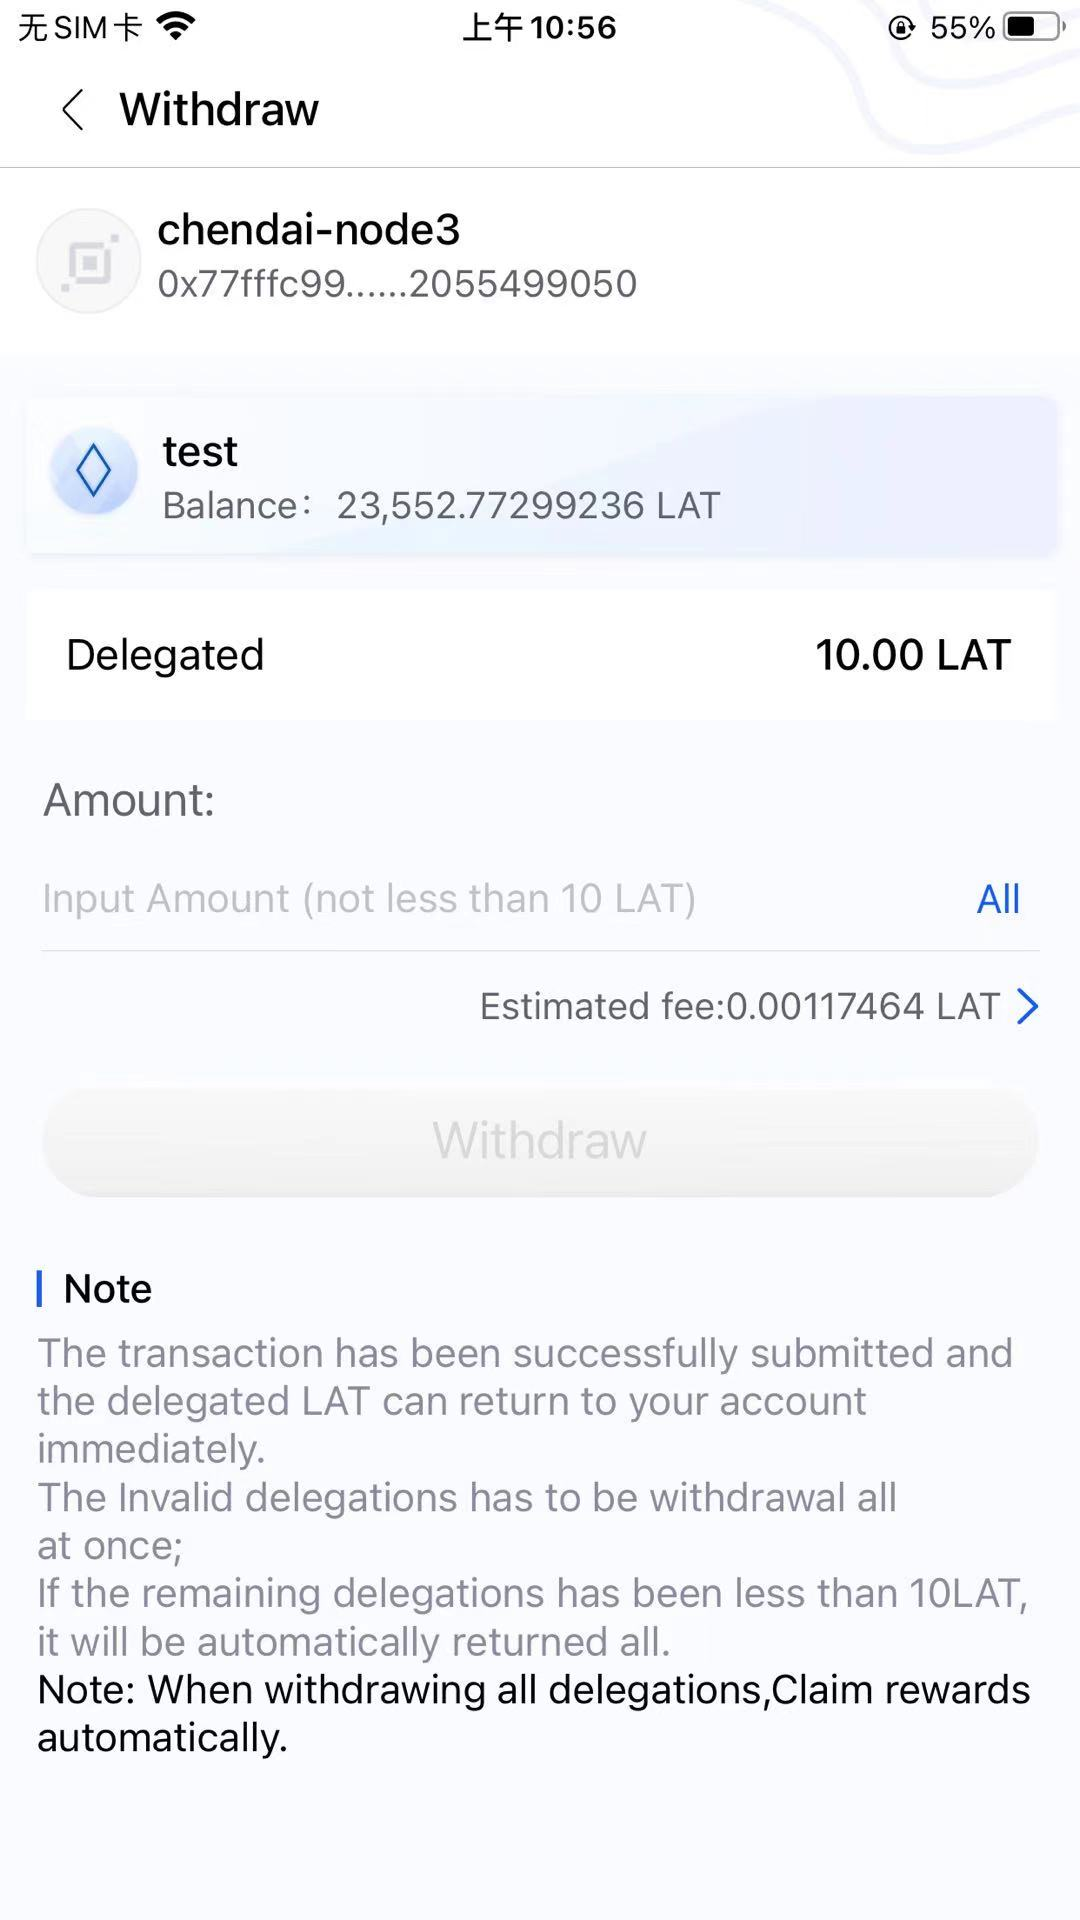 无SIM卡 上午10:56 55%
Withdraw
chendai-node3
0x77fffc99......2055499050
test
Balance： 23,552.77299236 LAT
Delegated 10.00 LAT
Amount:
Input Amount (not less than 10 LAT) All
Estimated fee:0.00117464 LAT
Withdraw
Note
The transaction has been successfully submitted and
the delegated LAT can return to your account
immediately.
The Invalid delegations has to be withdrawal all
at once;
If the remaining delegations has been less than 10LAT,
it will be automatically returned all.
Note: When withdrawing all delegations,Claim rewards
automatically.